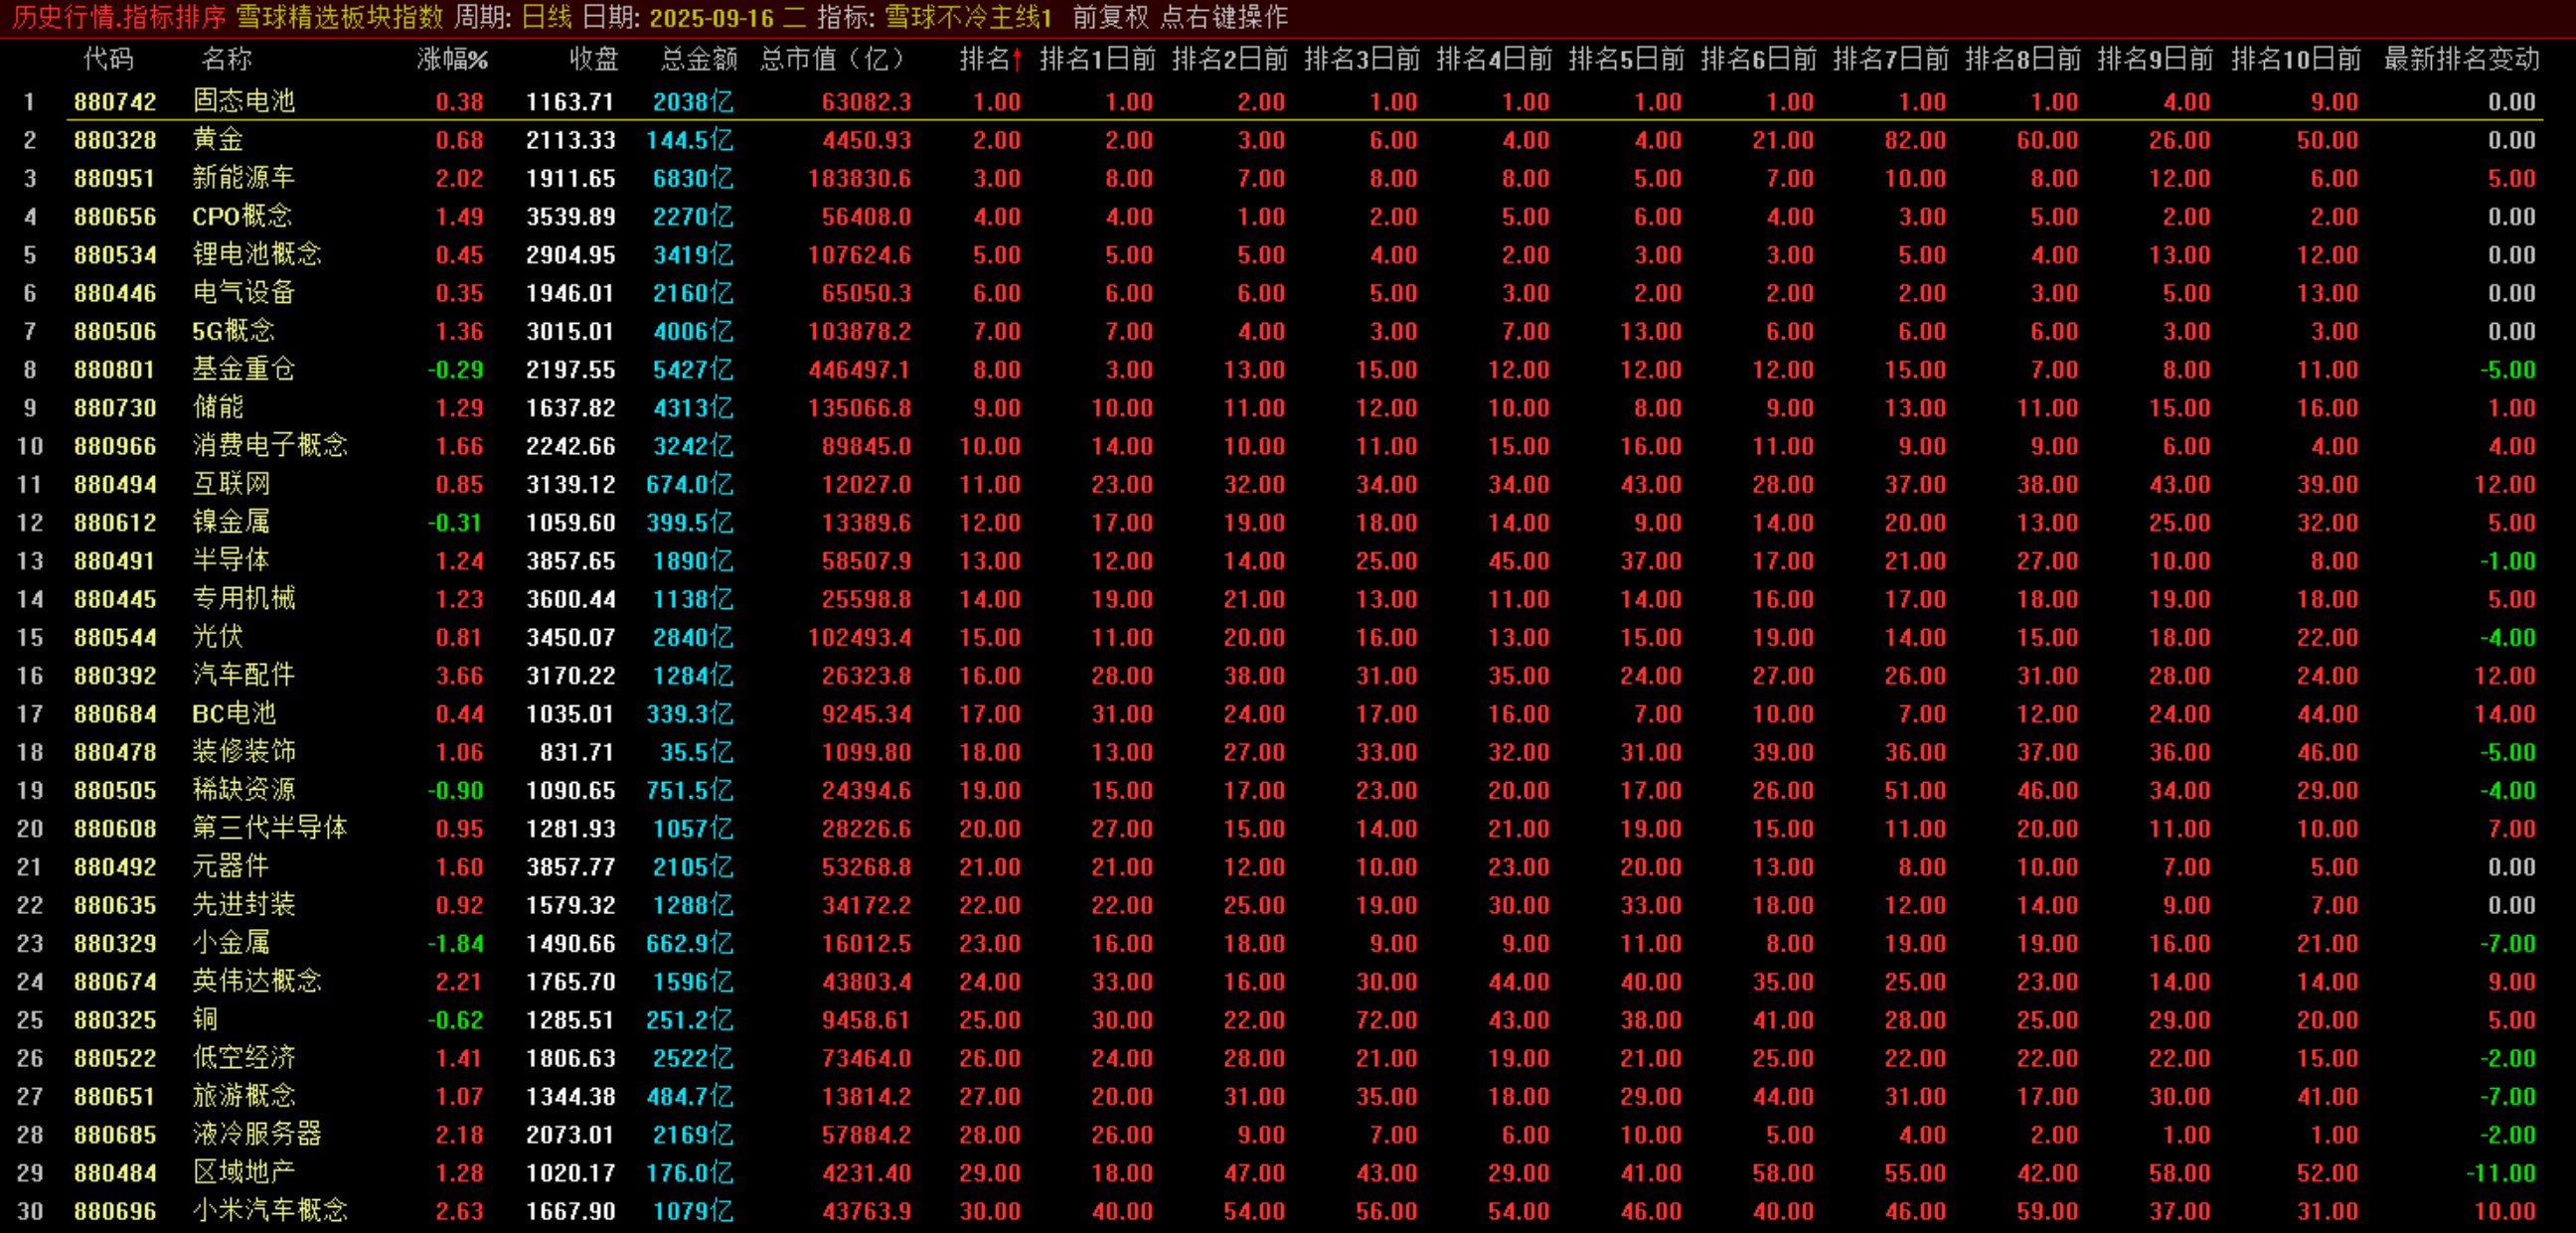 历史行情.指标排序 雪球精选板块指数 周期: 日线 日期: 2025-09-16 二 指标: 雪球不冷主线1 前复权 点右键操作
代码 名称 涨幅% 收盘 总金额 总市值（亿） 排名↑ 排名1日前 排名2日前 排名3日前 排名4日前 排名5日前 排名6日前 排名7日前 排名8日前 排名9日前 排名10日前 最新排名变动
1 880742 固态电池 0.38 1163.71 2038亿 63082.3 1.00 1.00 2.00 1.00 1.00 1.00 1.00 1.00 1.00 4.00 9.00 0.00
2 880328 黄金 0.68 2113.33 144.5亿 4450.93 2.00 2.00 3.00 6.00 4.00 4.00 21.00 82.00 60.00 26.00 50.00 0.00
3 880951 新能源车 2.02 1911.65 6830亿 183830.6 3.00 8.00 7.00 8.00 8.00 5.00 7.00 10.00 8.00 12.00 6.00 5.00
4 880656 CPO概念 1.49 3539.89 2270亿 56408.0 4.00 4.00 1.00 2.00 5.00 6.00 4.00 3.00 5.00 2.00 2.00 0.00
5 880534 锂电池概念 0.45 2904.95 3419亿 107624.6 5.00 5.00 5.00 4.00 2.00 3.00 3.00 5.00 4.00 13.00 12.00 0.00
6 880446 电气设备 0.35 1946.01 2160亿 65050.3 6.00 6.00 6.00 5.00 3.00 2.00 2.00 2.00 3.00 5.00 13.00 0.00
7 880506 5G概念 1.36 3015.01 4006亿 103878.2 7.00 7.00 4.00 3.00 7.00 13.00 6.00 6.00 6.00 3.00 3.00 0.00
8 880801 基金重仓 -0.29 2197.55 5427亿 446497.1 8.00 3.00 13.00 15.00 12.00 12.00 12.00 15.00 7.00 8.00 11.00 -5.00
9 880730 储能 1.29 1637.82 4313亿 135066.8 9.00 10.00 11.00 12.00 10.00 8.00 9.00 13.00 11.00 15.00 16.00 1.00
10 880966 消费电子概念 1.66 2242.66 3242亿 89845.0 10.00 14.00 10.00 11.00 15.00 16.00 11.00 9.00 9.00 6.00 4.00 4.00
11 880494 互联网 0.85 3139.12 674.0亿 12027.0 11.00 23.00 32.00 34.00 34.00 43.00 28.00 37.00 38.00 43.00 39.00 12.00
12 880612 镍金属 -0.31 1059.60 399.5亿 13389.6 12.00 17.00 19.00 18.00 14.00 9.00 14.00 20.00 13.00 25.00 32.00 5.00
13 880491 半导体 1.24 3857.65 1890亿 58507.9 13.00 12.00 14.00 25.00 45.00 37.00 17.00 21.00 27.00 10.00 8.00 -1.00
14 880445 专用机械 1.23 3600.44 1138亿 25598.8 14.00 19.00 21.00 13.00 11.00 14.00 16.00 17.00 18.00 19.00 18.00 5.00
15 880544 光伏 0.81 3450.07 2840亿 102493.4 15.00 11.00 20.00 16.00 13.00 15.00 19.00 14.00 15.00 18.00 22.00 -4.00
16 880392 汽车配件 3.66 3170.22 1284亿 26323.8 16.00 28.00 38.00 31.00 35.00 24.00 27.00 26.00 31.00 28.00 24.00 12.00
17 880684 BC电池 0.44 1035.01 339.3亿 9245.34 17.00 31.00 24.00 17.00 16.00 7.00 10.00 7.00 12.00 24.00 44.00 14.00
18 880478 装修装饰 1.06 831.71 35.5亿 1099.80 18.00 13.00 27.00 33.00 32.00 31.00 39.00 36.00 37.00 36.00 46.00 -5.00
19 880505 稀缺资源 -0.90 1090.65 751.5亿 24394.6 19.00 15.00 17.00 23.00 20.00 17.00 26.00 51.00 46.00 34.00 29.00 -4.00
20 880608 第三代半导体 0.95 1281.93 1057亿 28226.6 20.00 27.00 15.00 14.00 21.00 19.00 15.00 11.00 20.00 11.00 10.00 7.00
21 880492 元器件 1.60 3857.77 2105亿 53268.8 21.00 21.00 12.00 10.00 23.00 20.00 13.00 8.00 10.00 7.00 5.00 0.00
22 880635 先进封装 0.92 1579.32 1288亿 34172.2 22.00 22.00 25.00 19.00 30.00 33.00 18.00 12.00 14.00 9.00 7.00 0.00
23 880329 小金属 -1.84 1490.66 662.9亿 16012.5 23.00 16.00 18.00 9.00 9.00 11.00 8.00 19.00 19.00 16.00 21.00 -7.00
24 880674 英伟达概念 2.21 1765.70 1596亿 43803.4 24.00 33.00 16.00 30.00 44.00 40.00 35.00 25.00 23.00 14.00 14.00 9.00
25 880325 铜 -0.62 1285.51 251.2亿 9458.61 25.00 30.00 22.00 72.00 43.00 38.00 41.00 28.00 25.00 29.00 20.00 5.00
26 880522 低空经济 1.41 1806.63 2522亿 73464.0 26.00 24.00 28.00 21.00 19.00 21.00 25.00 22.00 22.00 22.00 15.00 -2.00
27 880651 旅游概念 1.07 1344.38 484.7亿 13814.2 27.00 20.00 31.00 35.00 18.00 29.00 44.00 31.00 17.00 30.00 41.00 -7.00
28 880685 液冷服务器 2.18 2073.01 2169亿 57884.2 28.00 26.00 9.00 7.00 6.00 10.00 5.00 4.00 2.00 1.00 1.00 -2.00
29 880484 区域地产 1.28 1020.17 176.0亿 4231.40 29.00 18.00 47.00 43.00 29.00 41.00 58.00 55.00 42.00 58.00 52.00 -11.00
30 880696 小米汽车概念 2.63 1667.90 1079亿 43763.9 30.00 40.00 54.00 56.00 54.00 46.00 40.00 46.00 59.00 37.00 31.00 10.00